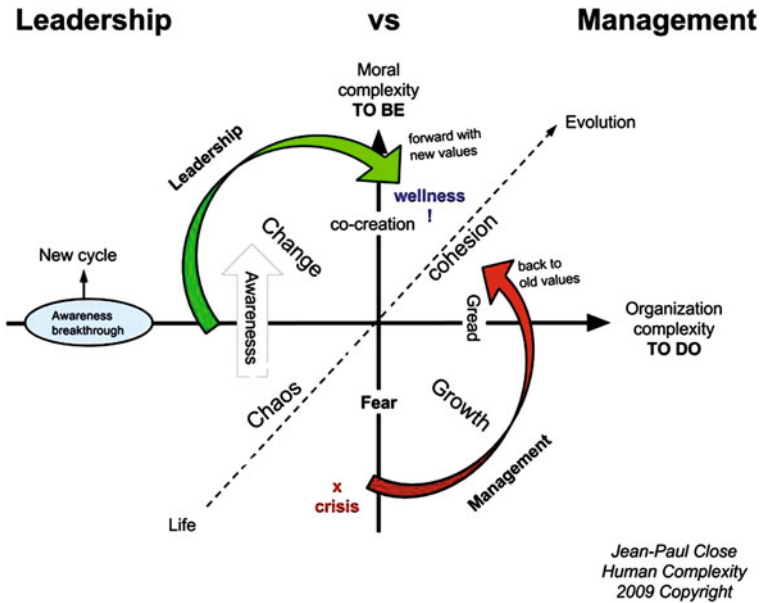 Leadership vs Management
Moral
complexity
TO BE
Evolution
forward with
new values
Leadership
wellness
!
co-creation
Change
cohesion
New cycle
Awareness
breakthrough
Awarenesss
back to
old values
Gread
Organization
complexity
TO DO
Chaos
Fear
Growth
Management
x
crisis
Life
Jean-Paul Close
Human Complexity
2009 Copyright